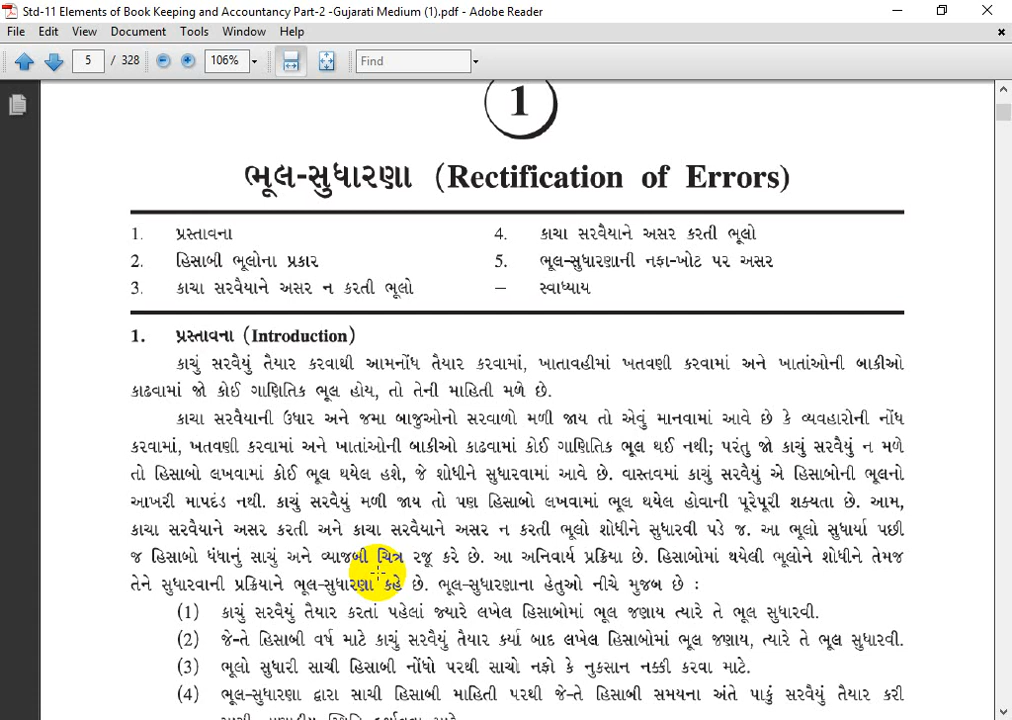 Std-11 Elements of Book Keeping and Accountancy Part-2 -Gujarati Medium (1).pdf - Adobe Reader
File Edit View Document Tools Window Help
5 / 328 106% Find
1
ભૂલ-સુધારણા (Rectification of Errors)
1. પ્રસ્તાવના
2. હિસાબી ભૂલોના પ્રકાર
3. કાચા સરવૈયાને અસર ન કરતી ભૂલો
4. કાચા સરવૈયાને અસર કરતી ભૂલો
5. ભૂલ-સુધારણાની નફા-ખોટ પર અસર
– સ્વાધ્યાય
1. પ્રસ્તાવના (Introduction)
કાચું સરવૈયું તૈયાર કરવાથી આમનોંધ તૈયાર કરવામાં, ખાતાવહીમાં ખતવણી કરવામાં અને ખાતાંઓની બાકીઓ
કાઢવામાં જો કોઈ ગાણિતિક ભૂલ હોય, તો તેની માહિતી મળે છે.
કાચા સરવૈયાની ઉધાર અને જમા બાજુઓનો સરવાળો મળી જાય તો એવું માનવામાં આવે છે કે વ્યવહારોની નોંધ
કરવામાં, ખતવણી કરવામાં અને ખાતાંઓની બાકીઓ કાઢવામાં કોઈ ગાણિતિક ભૂલ થઈ નથી; પરંતુ જો કાચું સરવૈયું ન મળે
તો હિસાબો લખવામાં કોઈ ભૂલ થયેલ હશે, જે શોધીને સુધારવામાં આવે છે. વાસ્તવમાં કાચું સરવૈયું એ હિસાબોની ભૂલનો
આખરી માપદંડ નથી. કાચું સરવૈયું મળી જાય તો પણ હિસાબો લખવામાં ભૂલ થયેલ હોવાની પૂરેપૂરી શક્યતા છે. આમ,
કાચા સરવૈયાને અસર કરતી અને કાચા સરવૈયાને અસર ન કરતી ભૂલો શોધીને સુધારવી પડે જ. આ ભૂલો સુધાર્યા પછી
જ હિસાબો ધંધાનું સાચું અને વ્યાજબી ચિત્ર રજૂ કરે છે. આ અનિવાર્ય પ્રક્રિયા છે. હિસાબોમાં થયેલી ભૂલોને શોધીને તેમજ
તેને સુધારવાની પ્રક્રિયાને ભૂલ-સુધારણા કહે છે. ભૂલ-સુધારણાના હેતુઓ નીચે મુજબ છે :
(1) કાચું સરવૈયું તૈયાર કરતાં પહેલાં જ્યારે લખેલ હિસાબોમાં ભૂલ જણાય ત્યારે તે ભૂલ સુધારવી.
(2) જે-તે હિસાબી વર્ષ માટે કાચું સરવૈયું તૈયાર કર્યા બાદ લખેલ હિસાબોમાં ભૂલ જણાય, ત્યારે તે ભૂલ સુધારવી.
(3) ભૂલો સુધારી સાચી હિસાબી નોંધો પરથી સાચો નફો કે નુકસાન નક્કી કરવા માટે.
(4) ભૂલ-સુધારણા દ્વારા સાચી હિસાબી માહિતી પરથી જે-તે હિસાબી સમયના અંતે પાકું સરવૈયું તૈયાર કરી